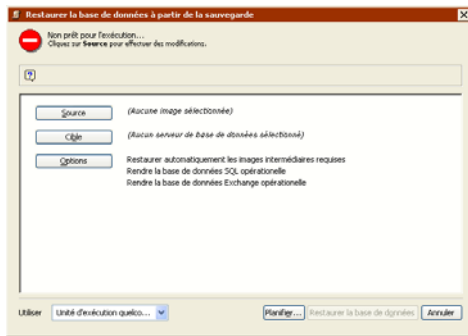 Restaurer la base de données à partir de la sauvegarde
Non prêt pour l'exécution...
Cliquez sur Source pour effectuer des modifications.
Source
(Aucune image sélectionnée)
Cible
(Aucun serveur de base de données sélectionné)
Options
Restaurer automatiquement les images intermédiaires requises
Rendre la base de données SQL opérationelle
Rendre la base de données Exchange opérationelle
Utiliser
Unité d'exécution quelco...
Planifier...
Restaurer la base de données
Annuler